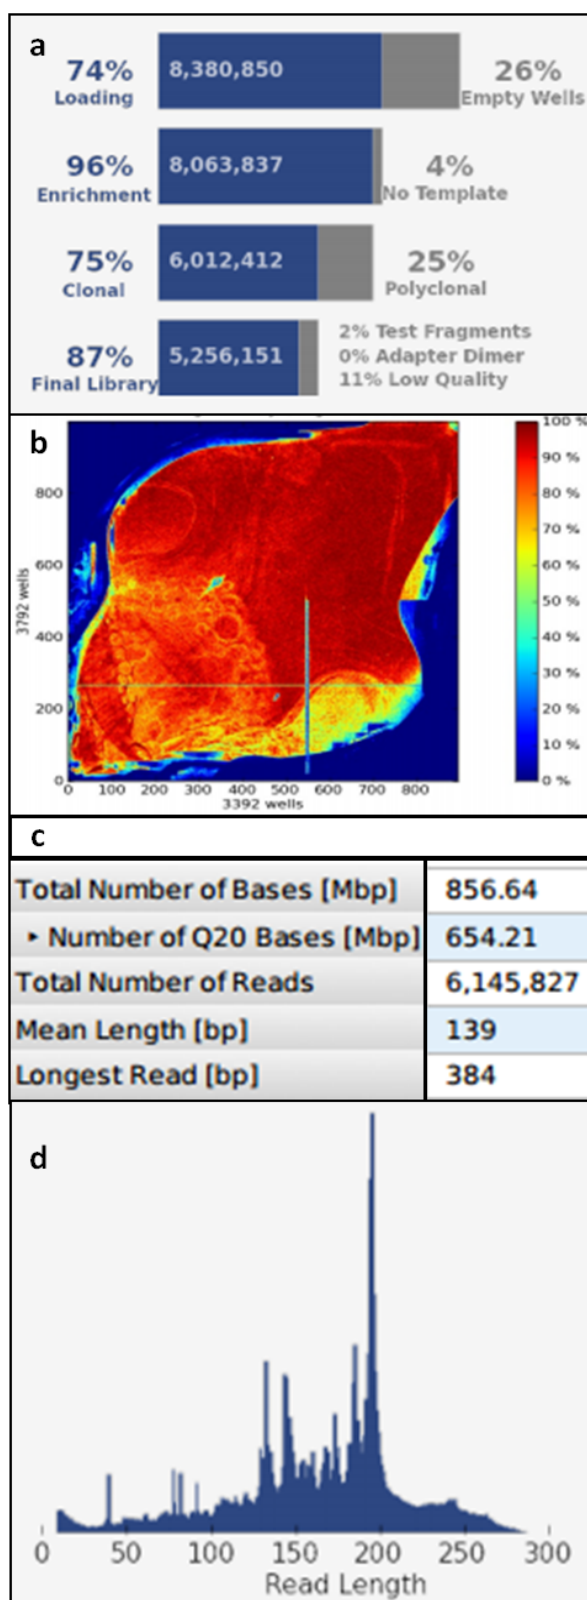 a
74% 8,380,850 26%
Loading Empty Wells
96% 8,063,837 4%
Enrichment No Template
75% 6,012,412 25%
Clonal Polyclonal
87% 5,256,151 2% Test Fragments
0% Adapter Dimer
Final Library 11% Low Quality
b
100 %
90 %
80 %
70 %
60 %
50 %
40 %
30 %
20 %
10 %
0 %
3792 wells
800
600
400
200
0
0 100 200 300 400 500 600 700 800
3392 wells
c
Total Number of Bases [Mbp] 856.64
▸ Number of Q20 Bases [Mbp] 654.21
Total Number of Reads 6,145,827
Mean Length [bp] 139
Longest Read [bp] 384
d
0 50 100 150 200 250 300
Read Length